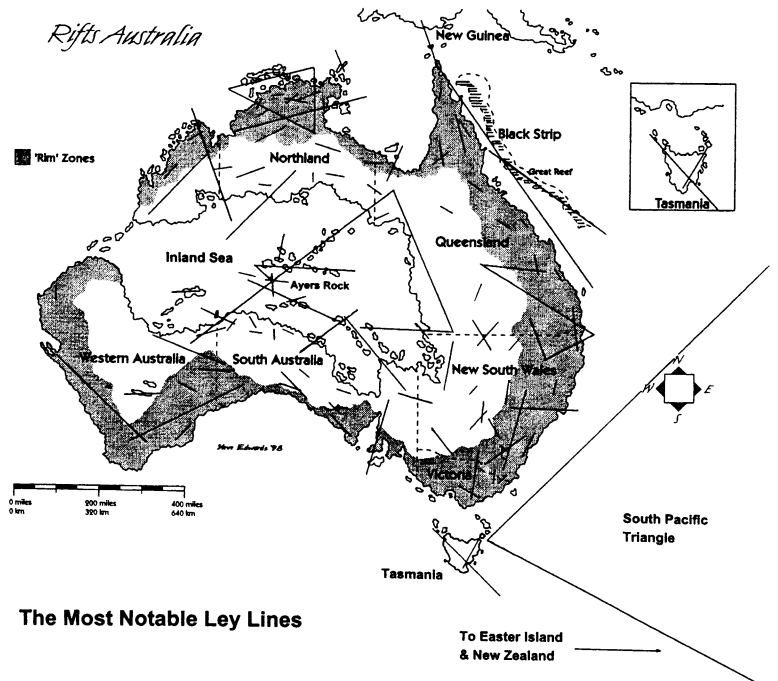 Rifts Australia
New Guinea
'Rim' Zones
Black Strip
Northland
Great Reef
Tasmania
Queensland
Inland Sea
Ayers Rock
Western Australia
South Australia
New South Wales
N
W
E
S
Victoria
0 miles
200 miles
400 miles
0 km
320
640 km
South Pacific
Triangle
Tasmania
The Most Notable Ley Lines
To Easter Island
& New Zealand